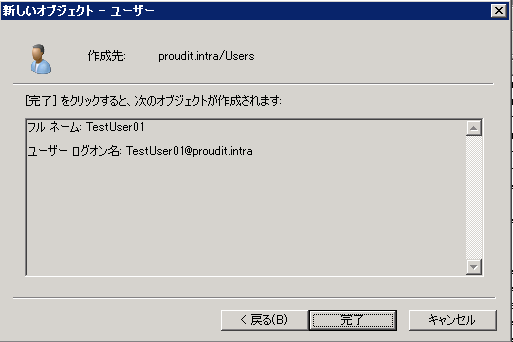 新しいオブジェクト - ユーザー
作成先: proudit.intra/Users
[完了] をクリックすると、次のオブジェクトが作成されます:
フル ネーム: TestUser01
ユーザー ログオン名: TestUser01@proudit.intra
< 戻る(B) 完了 キャンセル